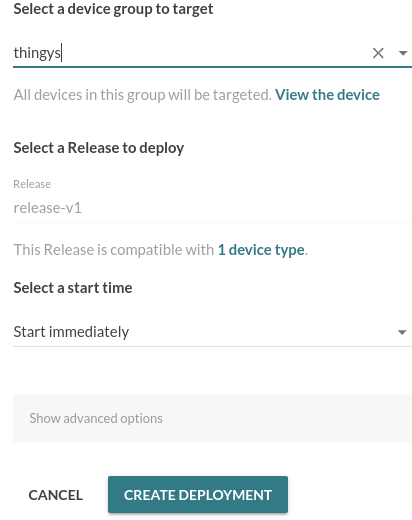 Select a device group to target
thingys
All devices in this group will be targeted. View the device
Select a Release to deploy
Release
release-v1
This Release is compatible with 1 device type.
Select a start time
Start immediately
Show advanced options
CANCEL CREATE DEPLOYMENT